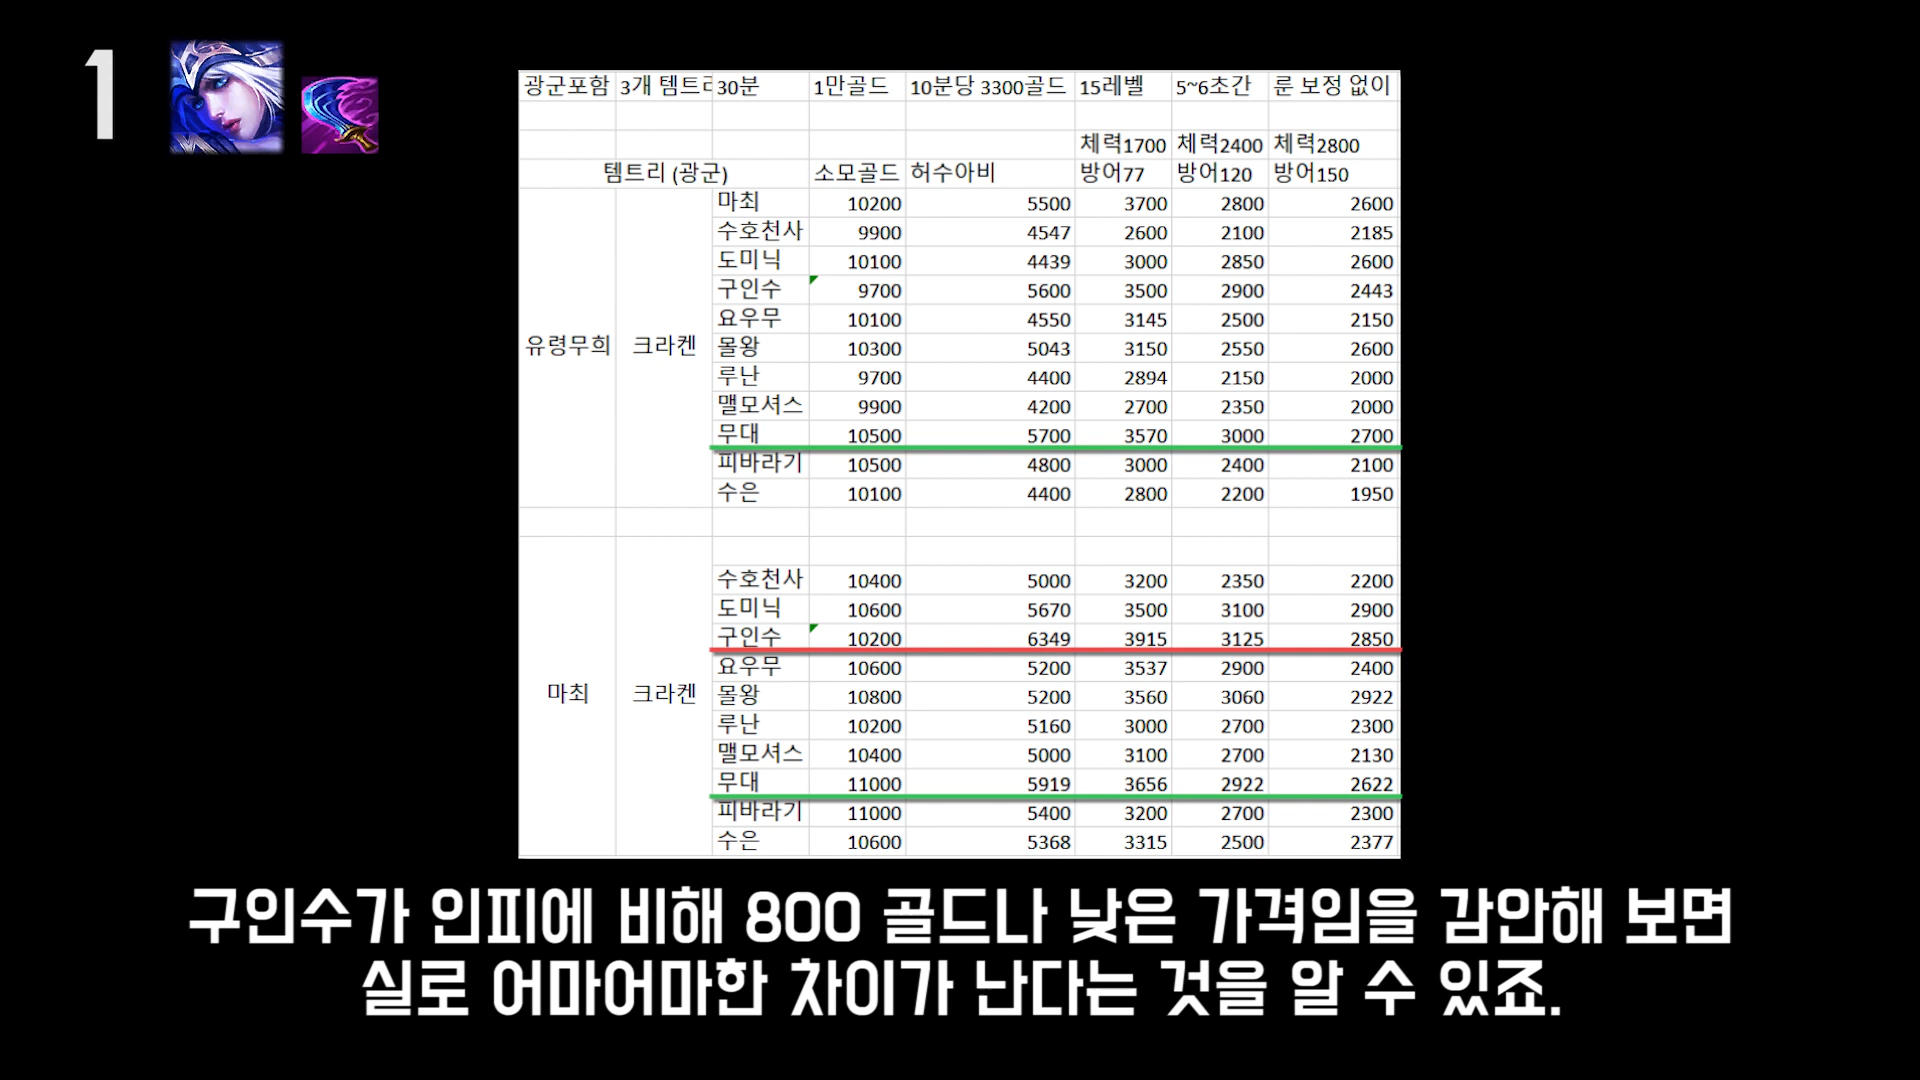 1
광군포함 3개 템트리 30분 1만골드 10분당 3300골드 15레벨 5~6초간 룬 보정 없이
체력1700 체력2400 체력2800
템트리 (광군) 소모골드 허수아비 방어77 방어120 방어150
마최 10200 5500 3700 2800 2600
수호천사 9900 4547 2600 2100 2185
도미닉 10100 4439 3000 2850 2600
구인수 9700 5600 3500 2900 2443
요우무 10100 4550 3145 2500 2150
유령무희 크라켄 몰왕 10300 5043 3150 2550 2600
루난 9700 4400 2894 2150 2000
맬모셔스 9900 4200 2700 2350 2000
무대 10500 5700 3570 3000 2700
피바라기 10500 4800 3000 2400 2100
수은 10100 4400 2800 2200 1950
수호천사 10400 5000 3200 2350 2200
도미닉 10600 5670 3500 3100 2900
구인수 10200 6349 3915 3125 2850
요우무 10600 5200 3537 2900 2400
마최 크라켄 몰왕 10800 5200 3560 3060 2922
루난 10200 5160 3000 2700 2300
맬모셔스 10400 5000 3100 2700 2130
무대 11000 5919 3656 2922 2622
피바라기 11000 5400 3200 2700 2300
수은 10600 5368 3315 2500 2377
구인수가 인피에 비해 800 골드나 낮은 가격임을 감안해 보면
실로 어마어마한 차이가 난다는 것을 알 수 있죠.